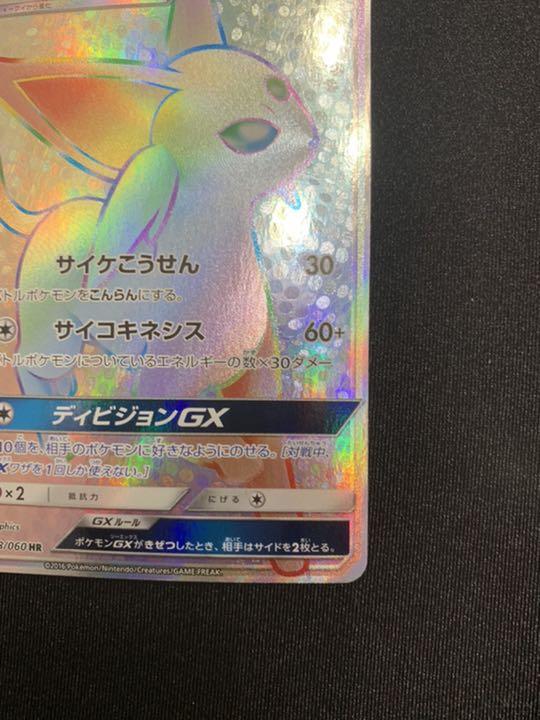 ーイから進化
サイケこうせん 30
バトルポケモンをこんらんにする。
サイコキネシス 60+
バトルポケモンについているエネルギーの数×30ダメー
ディビジョンGX
10個を、相手のポケモンに好きなようにのせる。[対戦中、
GXワザを1回しか使えない。]
×2 抵抗力 にげる
GXルール
ポケモンGXがきぜつしたとき、相手はサイドを2枚とる。
phics
/060 HR
©2016 Pokémon/Nintendo/Creatures/GAME FREAK.